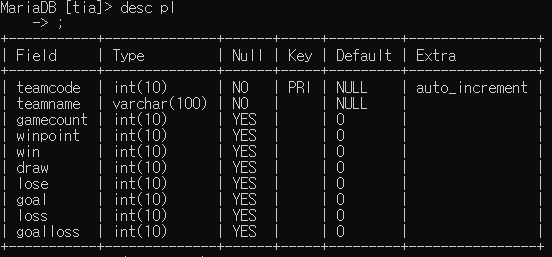 MariaDB [tia]> desc pl
    -> ;
+-----------+--------------+------+-----+---------+----------------+
| Field     | Type         | Null | Key | Default | Extra          |
+-----------+--------------+------+-----+---------+----------------+
| teamcode  | int(10)      | NO   | PRI | NULL    | auto_increment |
| teamname  | varchar(100) | NO   |     | NULL    |                |
| gamecount | int(10)      | YES  |     | 0       |                |
| winpoint  | int(10)      | YES  |     | 0       |                |
| win       | int(10)      | YES  |     | 0       |                |
| draw      | int(10)      | YES  |     | 0       |                |
| lose      | int(10)      | YES  |     | 0       |                |
| goal      | int(10)      | YES  |     | 0       |                |
| loss      | int(10)      | YES  |     | 0       |                |
| goalloss  | int(10)      | YES  |     | 0       |                |
+-----------+--------------+------+-----+---------+----------------+